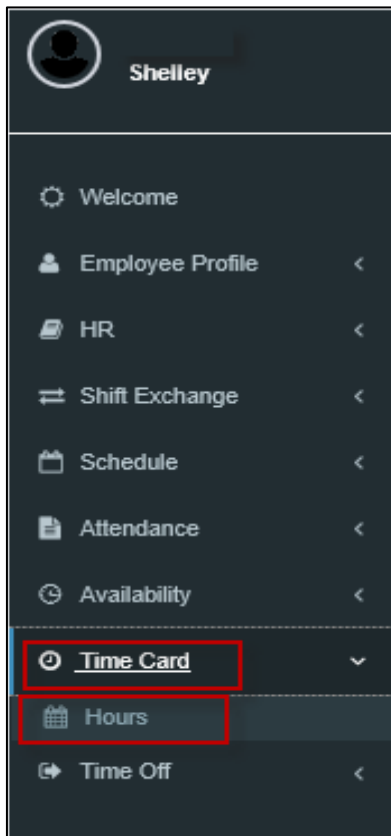 Shelley
Welcome
Employee Profile
HR
Shift Exchange
Schedule
Attendance
Availability
Time Card
Hours
Time Off